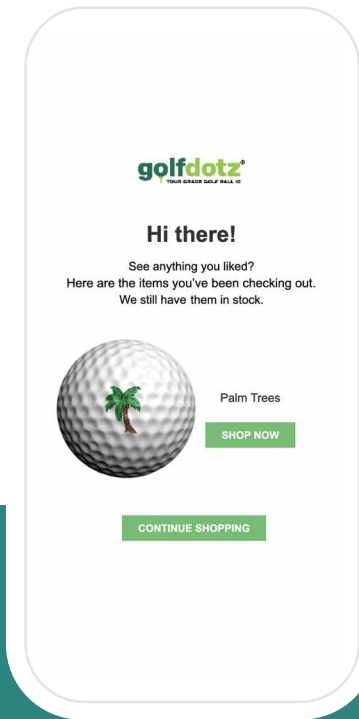 golfdotz®
TOUR GRADE GOLF BALL ID
Hi there!
See anything you liked?
Here are the items you've been checking out.
We still have them in stock.
Palm Trees
SHOP NOW
CONTINUE SHOPPING